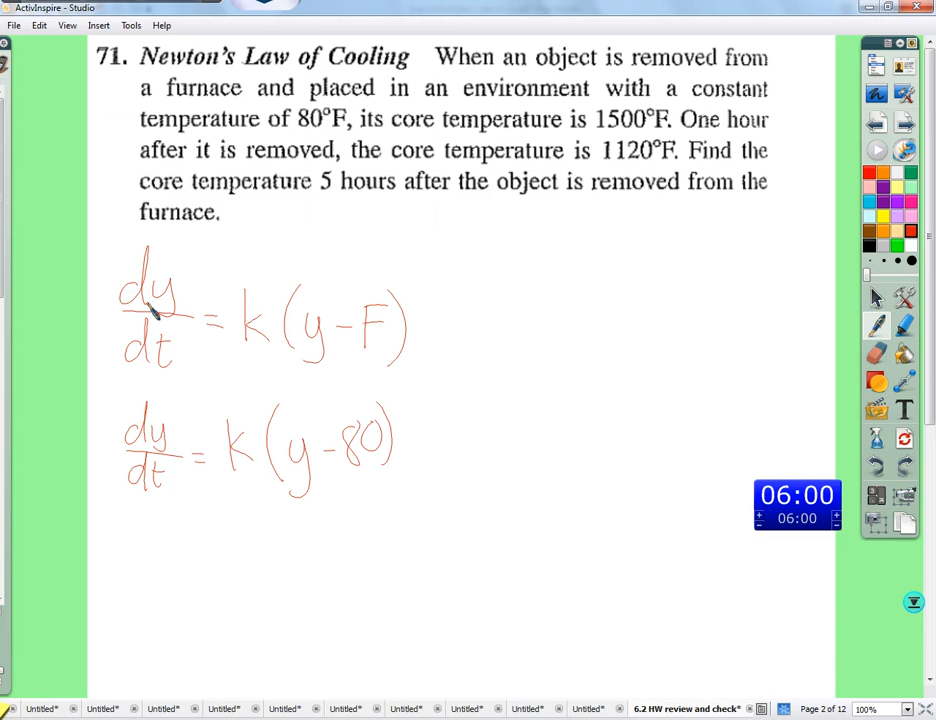 ActivInspire - Studio
File Edit View Insert Tools Help
71. Newton's Law of Cooling When an object is removed from
a furnace and placed in an environment with a constant
temperature of 80°F, its core temperature is 1500°F. One hour
after it is removed, the core temperature is 1120°F. Find the
core temperature 5 hours after the object is removed from the
furnace.
dy/dt = k(y-F)
dy/dt = k(y-80)
06:00
06:00
Untitled* Untitled* Untitled* Untitled* Untitled* Untitled* Untitled* Untitled* Untitled* Untitled* 6.2 HW review and check* Page 2 of 12 100%